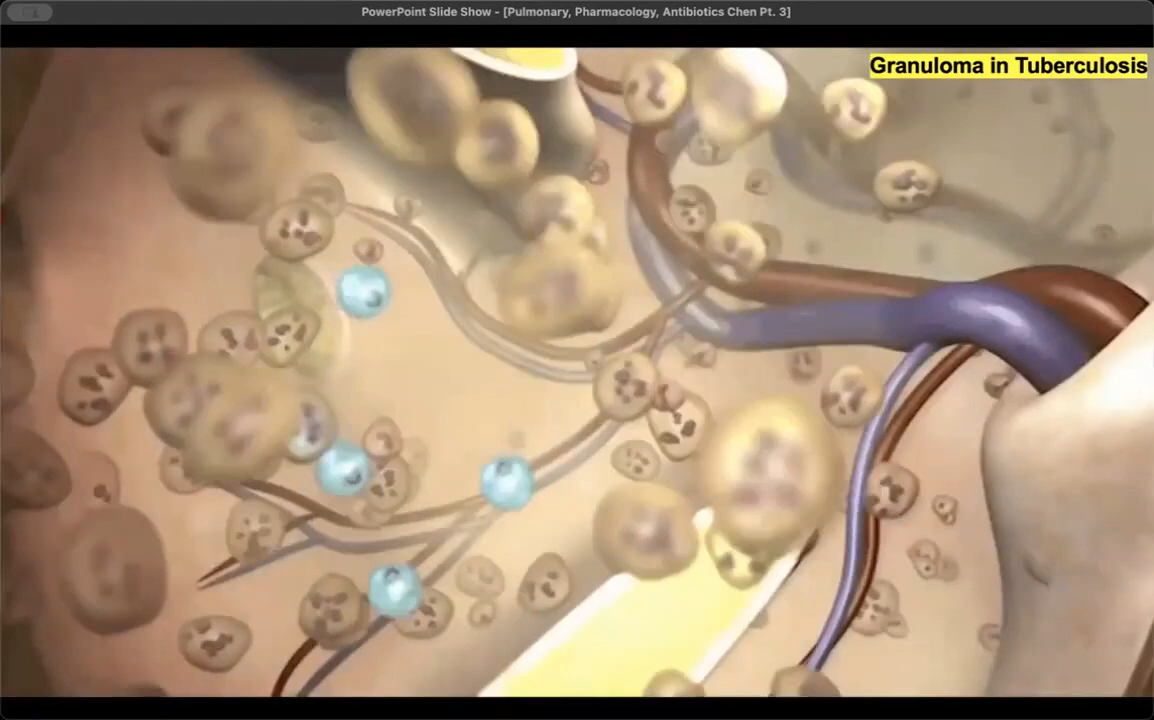 PowerPoint Slide Show - [Pulmonary, Pharmacology, Antibiotics Chen Pt. 3]
Granuloma in Tuberculosis